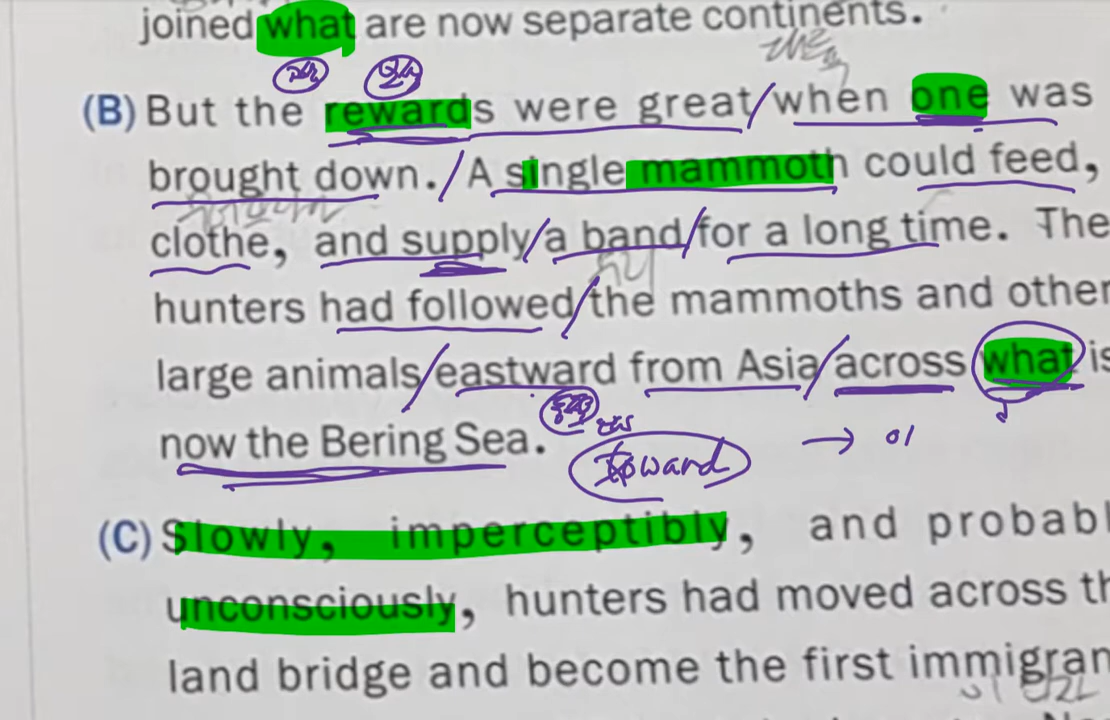 joined what are now separate continents.
the
(B) But the rewards were great/when one was
brought down./A single mammoth could feed,
clothe, and supply/a band/for a long time. The
hunters had followed/the mammoths and other
large animals/eastward from Asia/across what is
now the Bering Sea.
toward → 이
(C) Slowly, imperceptibly, and probabl
unconsciously, hunters had moved across th
land bridge and become the first immigran